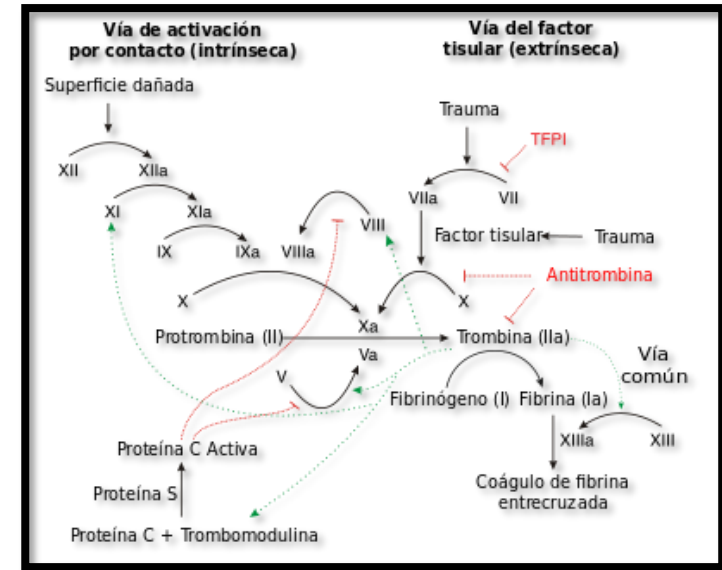 Vía de activación
por contacto (intrínseca)
Vía del factor
tisular (extrínseca)
Superficie dañada
Trauma
TFPI
XII
XIIa
VIIa
VII
XI
XIa
VIII
Factor tisular
Trauma
IX
IXa
VIIIa
Antitrombina
X
X
Xa
Protrombina (II)
Trombina (IIa)
Va
Vía
común
V
Fibrinógeno (I)
Fibrina (Ia)
XIIIa
XIII
Proteína C Activa
Coágulo de fibrina
entrecruzada
Proteína S
Proteína C + Trombomodulina